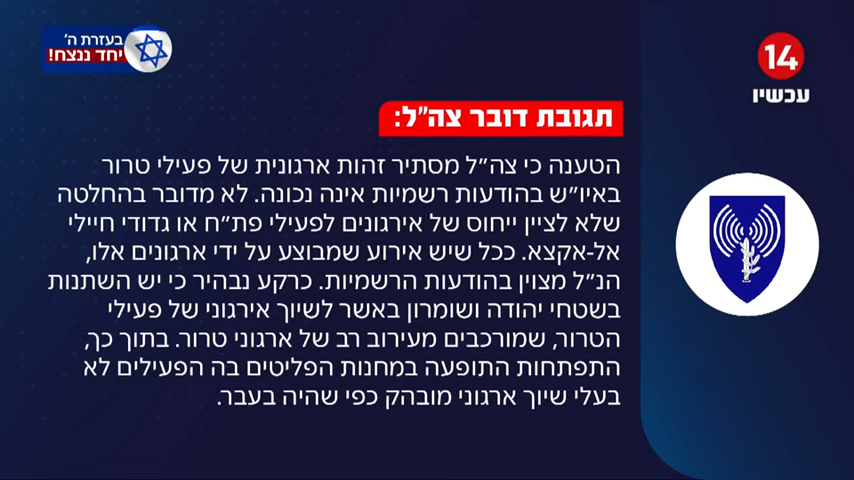 בעזרת ה'
יחד ננצח!
14
עכשיו
תגובת דובר צה"ל:
הטענה כי צה"ל מסתיר זהות ארגונית של פעילי טרור
באיו"ש בהודעות רשמיות אינה נכונה. לא מדובר בהחלטה
שלא לציין ייחוס של אירגונים לפעילי פת"ח או גדודי חיילי
אל-אקצא. ככל שיש אירוע שמבוצע על ידי ארגונים אלו,
הנ"ל מצוין בהודעות הרשמיות. כרקע נבהיר כי יש השתנות
בשטחי יהודה ושומרון ובאשר לשיוך אירגוני של פעילי
הטרור, שמורכבים מעירוב רב של ארגוני טרור. בתוך כך,
התפתחות התופעה במחנות הפליטים בה הפעילים לא
בעלי שיוך ארגוני מובהק כפי שהיה בעבר.